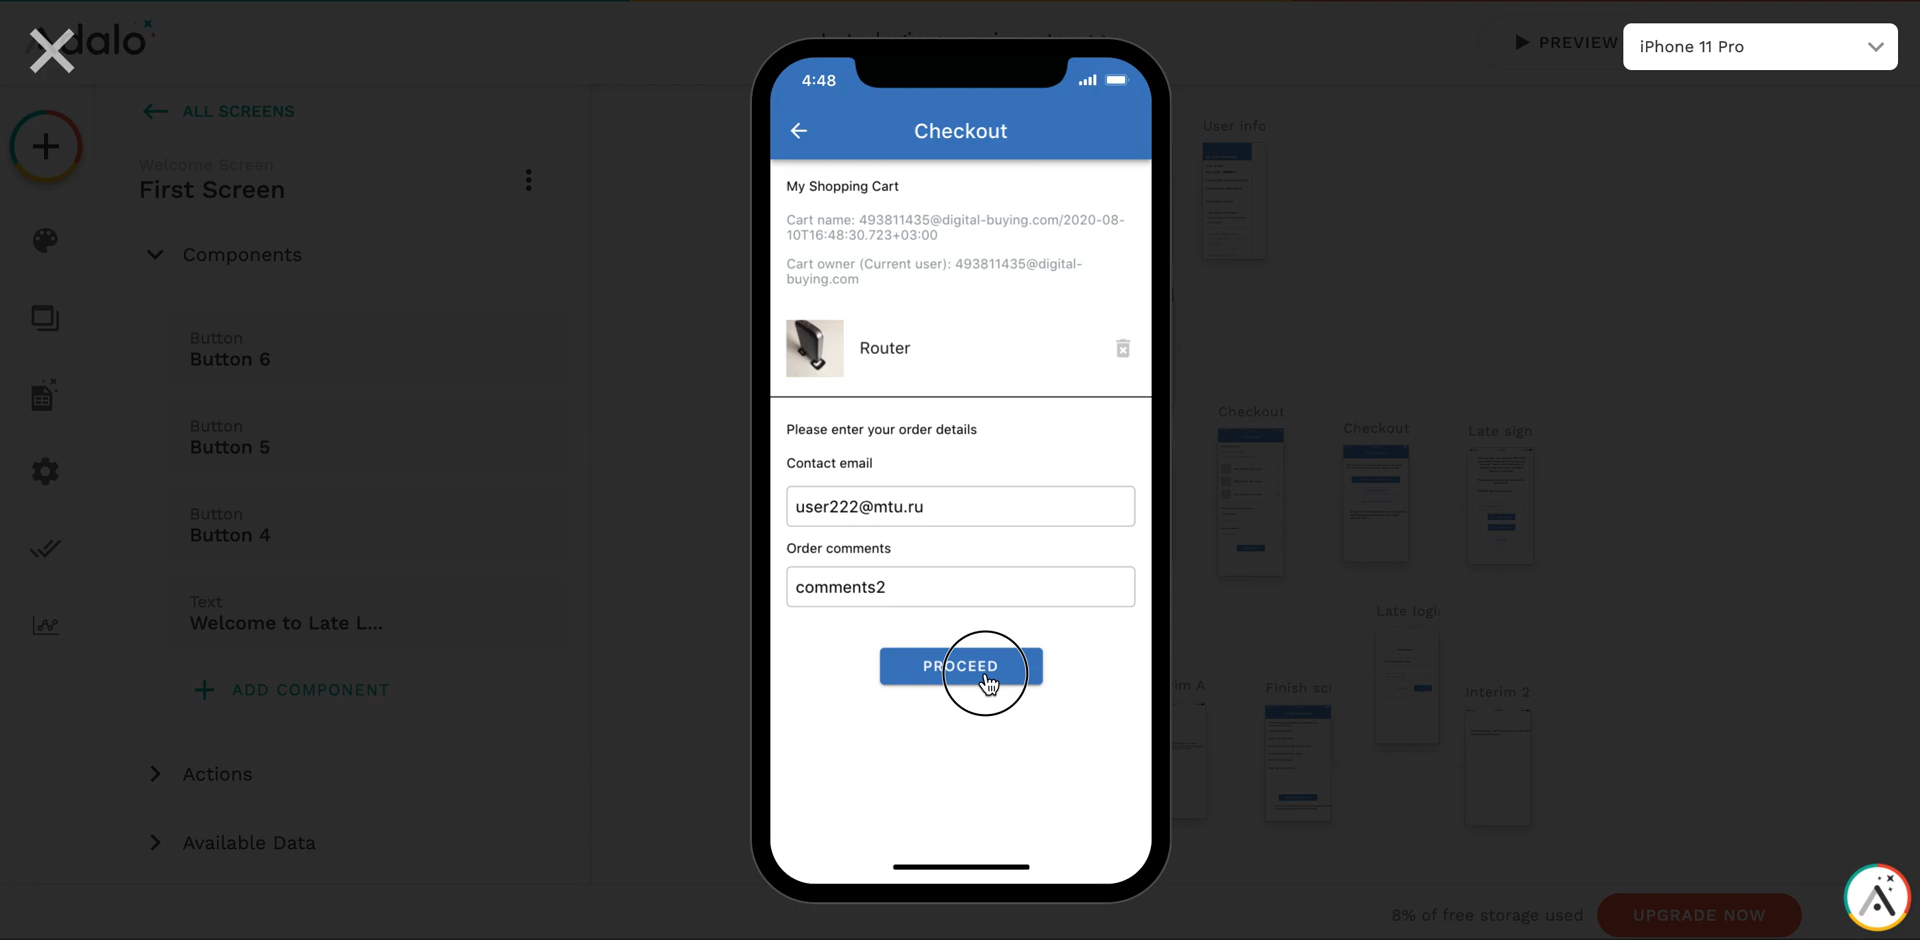 Adalo
PREVIEW
iPhone 11 Pro
ALL SCREENS
Welcome Screen
First Screen
Components
Button
Button 6
Button
Button 5
Button
Button 4
Text
Welcome to Late L...
ADD COMPONENT
Actions
Available Data
4:48
Checkout
My Shopping Cart
Cart name: 493811435@digital-buying.com/2020-08-
10T16:48:30.723+03:00
Cart owner (Current user): 493811435@digital-
buying.com
Router
Please enter your order details
Contact email
user222@mtu.ru
Order comments
comments2
PROCEED
User info
Checkout
Checkout
Late sign
Late logi
im A
Finish sc
Interim 2
8% of free storage used
UPGRADE NOW